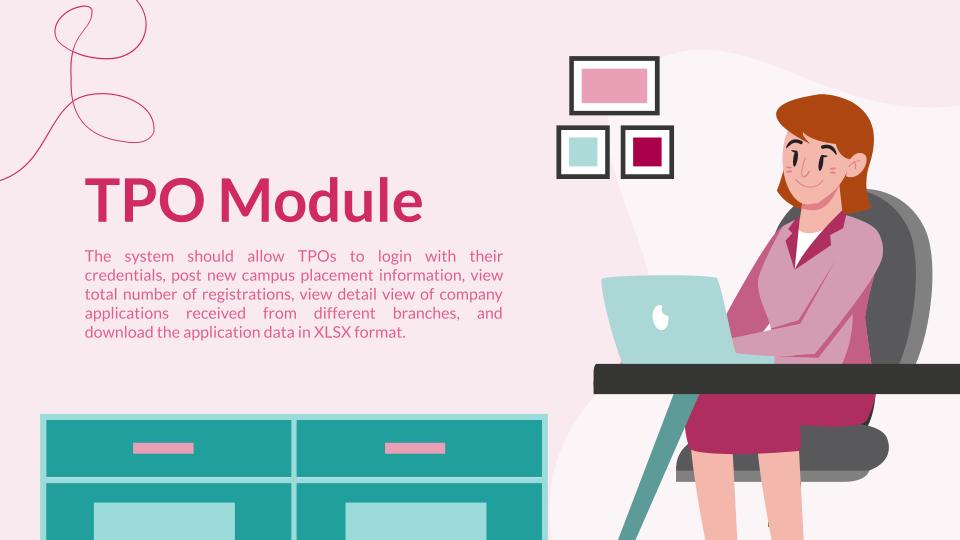 TPO Module
The system should allow TPOs to login with their
credentials, post new campus placement information, view
total number of registrations, view detail view of company
applications received from different branches, and
download the application data in XLSX format.